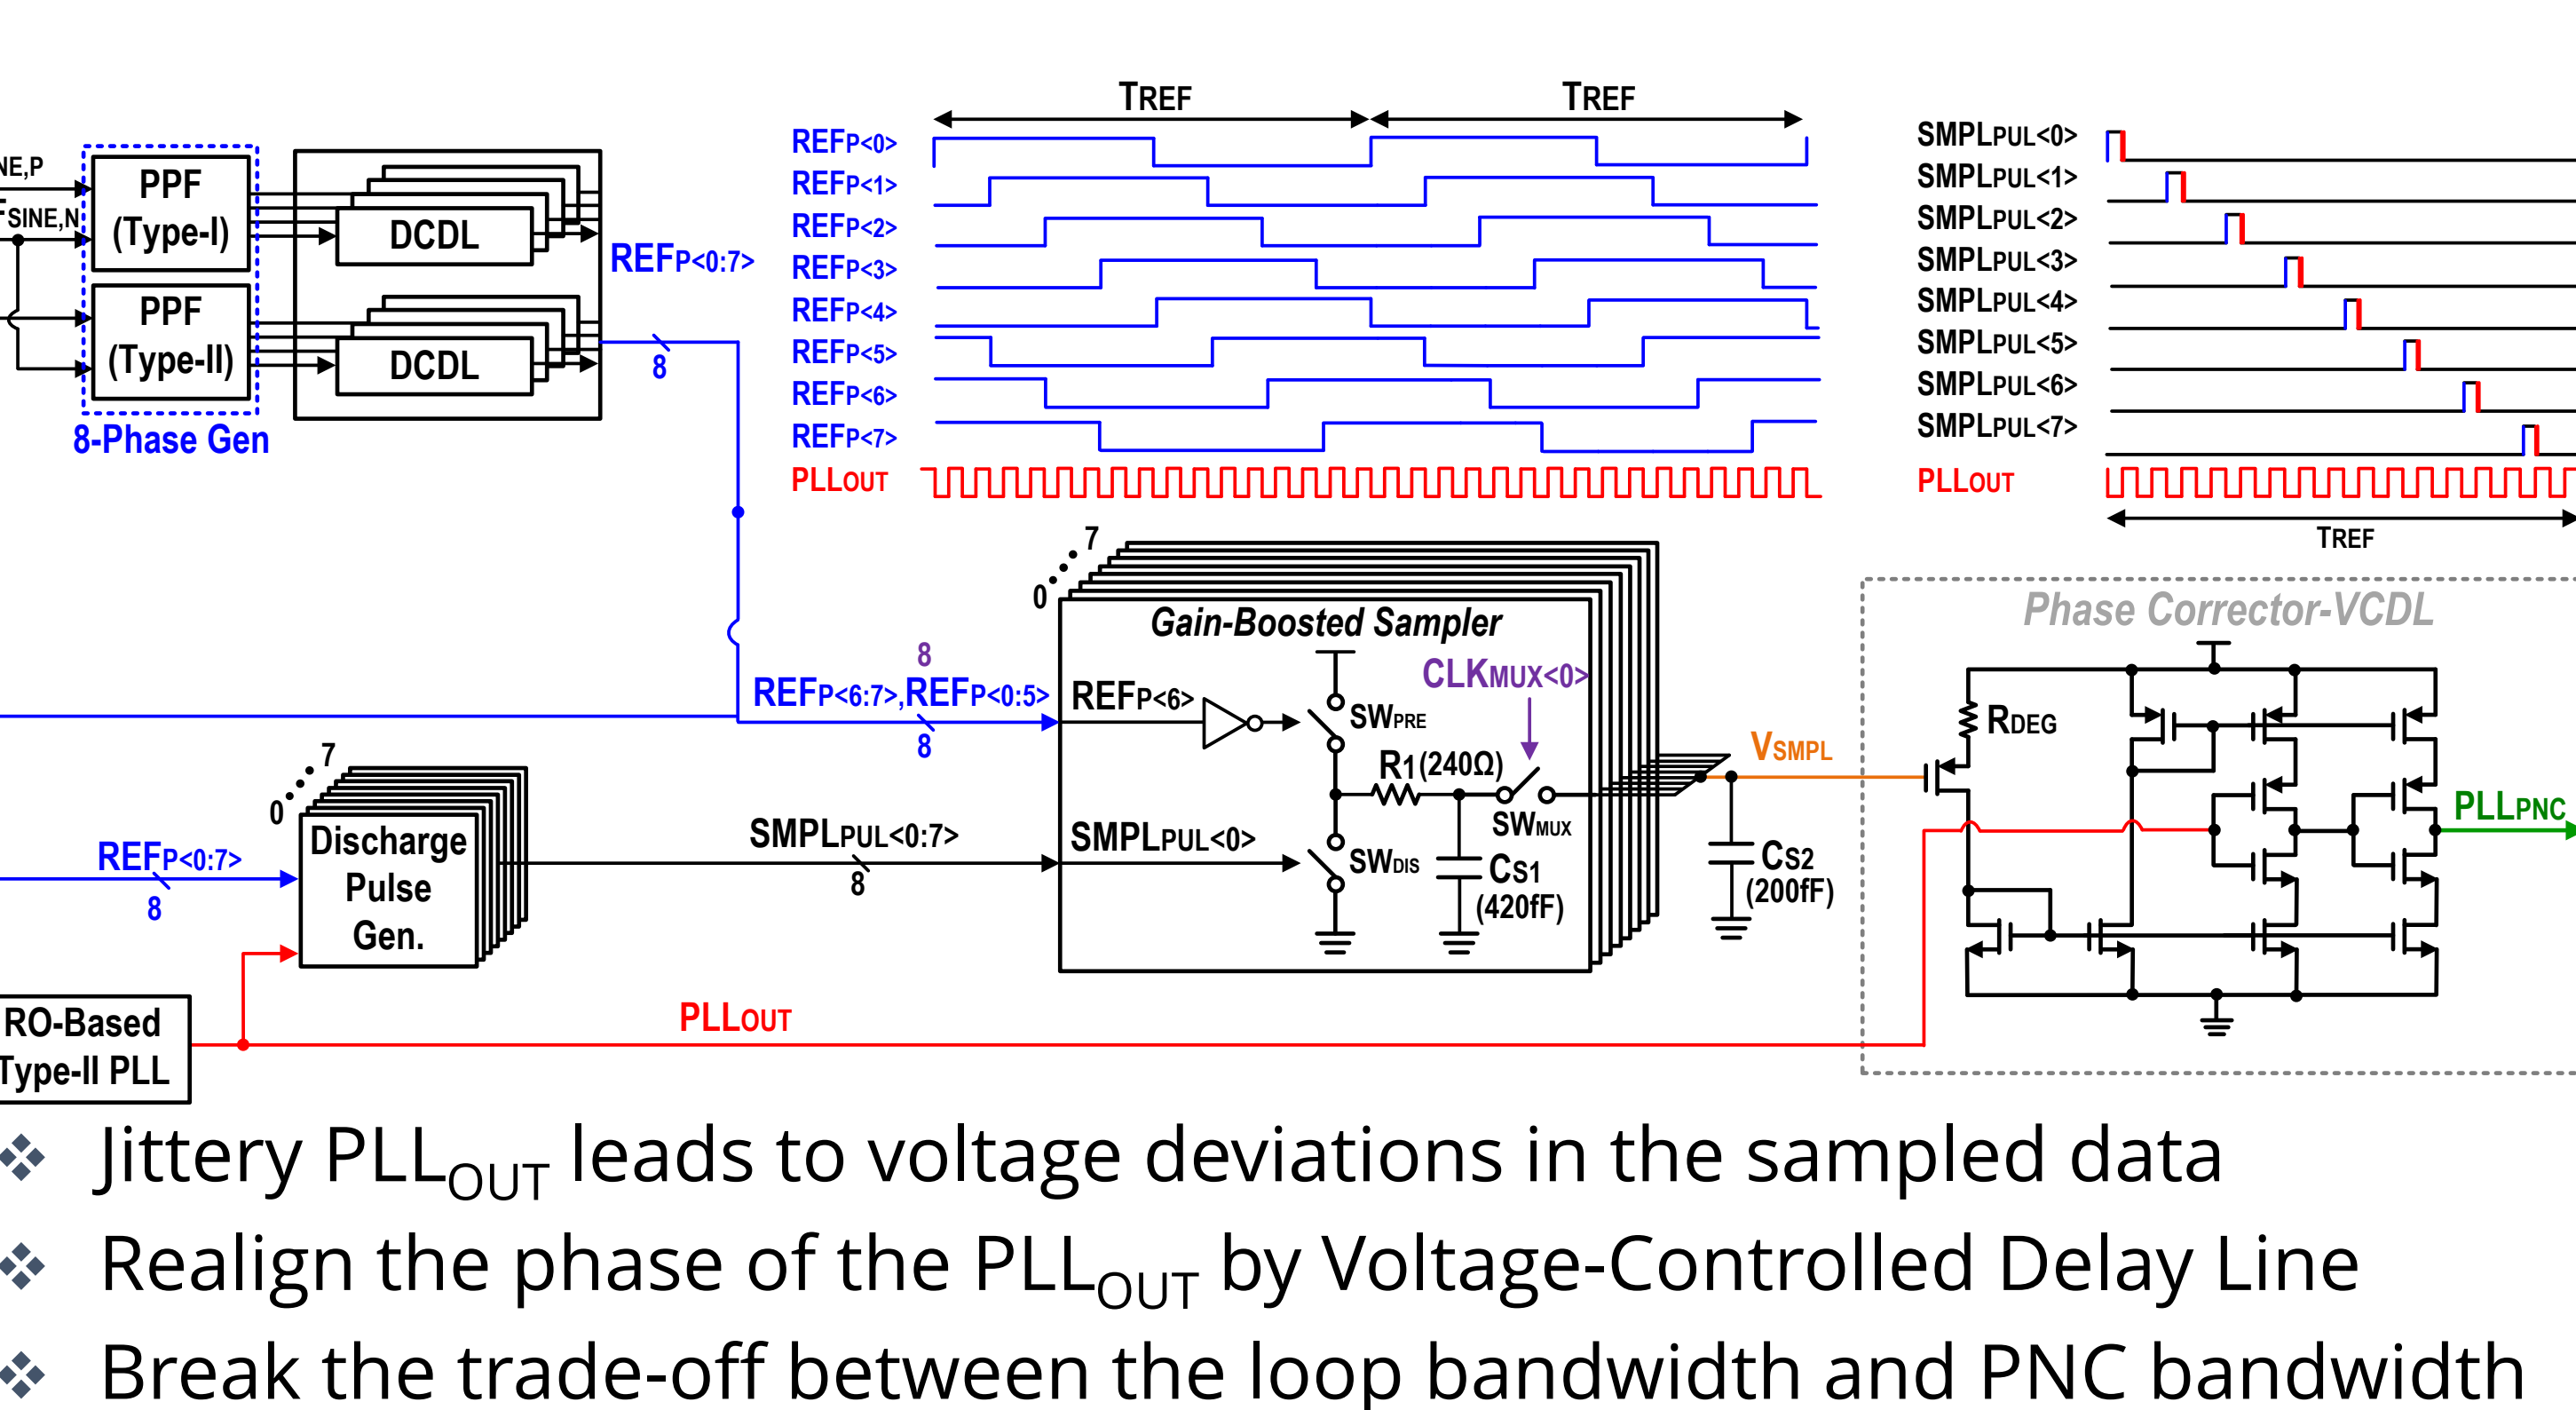 NE,P
FSINE,N
PPF
(Type-I)
PPF
(Type-II)
8-Phase Gen
DCDL
DCDL
REFP<0:7>
8
TREF
TREF
REFP<0>
REFP<1>
REFP<2>
REFP<3>
REFP<4>
REFP<5>
REFP<6>
REFP<7>
PLLOUT
SMPLPUL<0>
SMPLPUL<1>
SMPLPUL<2>
SMPLPUL<3>
SMPLPUL<4>
SMPLPUL<5>
SMPLPUL<6>
SMPLPUL<7>
PLLOUT
TREF
7
0
Gain-Boosted Sampler
8
REFP<6:7>,REFP<0:5>
8
REFP<6>
SWPRE
CLKMUX<0>
R1(240Ω)
SWMUX
SMPLPUL<0>
SWDIS
CS1
(420fF)
VSMPL
CS2
(200fF)
Phase Corrector-VCDL
RDEG
PLLPNC
7
0
REFP<0:7>
8
Discharge
Pulse
Gen.
SMPLPUL<0:7>
8
RO-Based
Type-II PLL
PLLOUT
❖ Jittery PLLOUT leads to voltage deviations in the sampled data
❖ Realign the phase of the PLLOUT by Voltage-Controlled Delay Line
❖ Break the trade-off between the loop bandwidth and PNC bandwidth